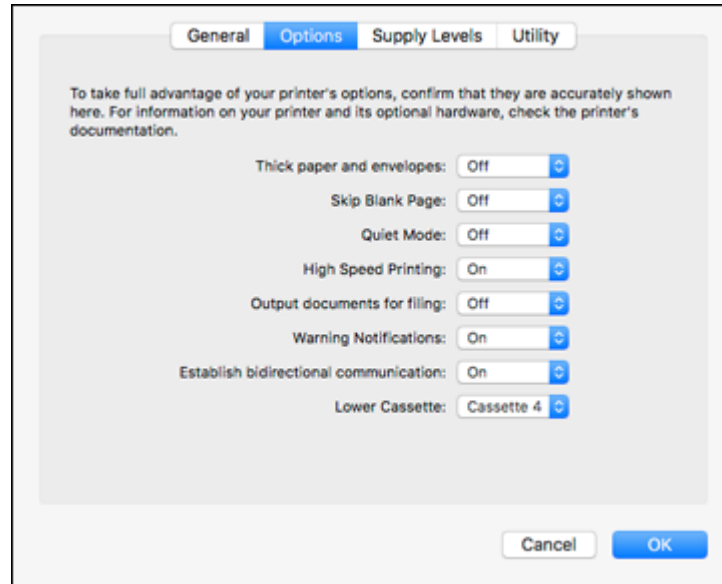 General Options Supply Levels Utility
To take full advantage of your printer's options, confirm that they are accurately shown
here. For information on your printer and its optional hardware, check the printer's
documentation.
Thick paper and envelopes: Off
Skip Blank Page: Off
Quiet Mode: Off
High Speed Printing: On
Output documents for filing: Off
Warning Notifications: On
Establish bidirectional communication: On
Lower Cassette: Cassette 4
Cancel OK